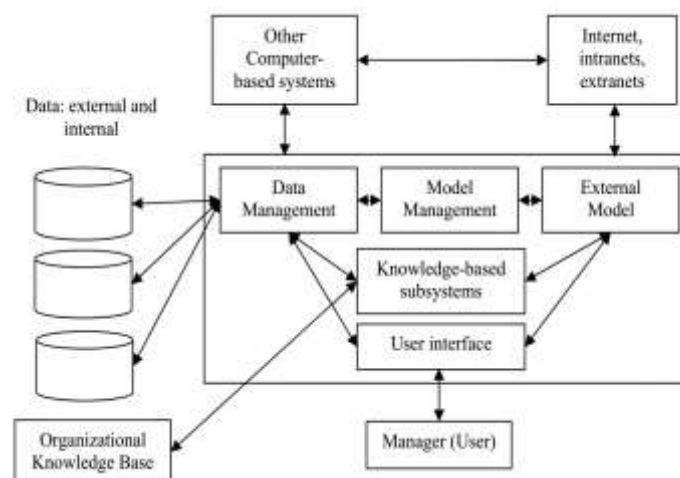 Other
Computer-
based systems
Internet,
intranets,
extranets
Data: external and
internal
Data
Management
Model
Management
External
Model
Knowledge-based
subsystems
User interface
Organizational
Knowledge Base
Manager (User)